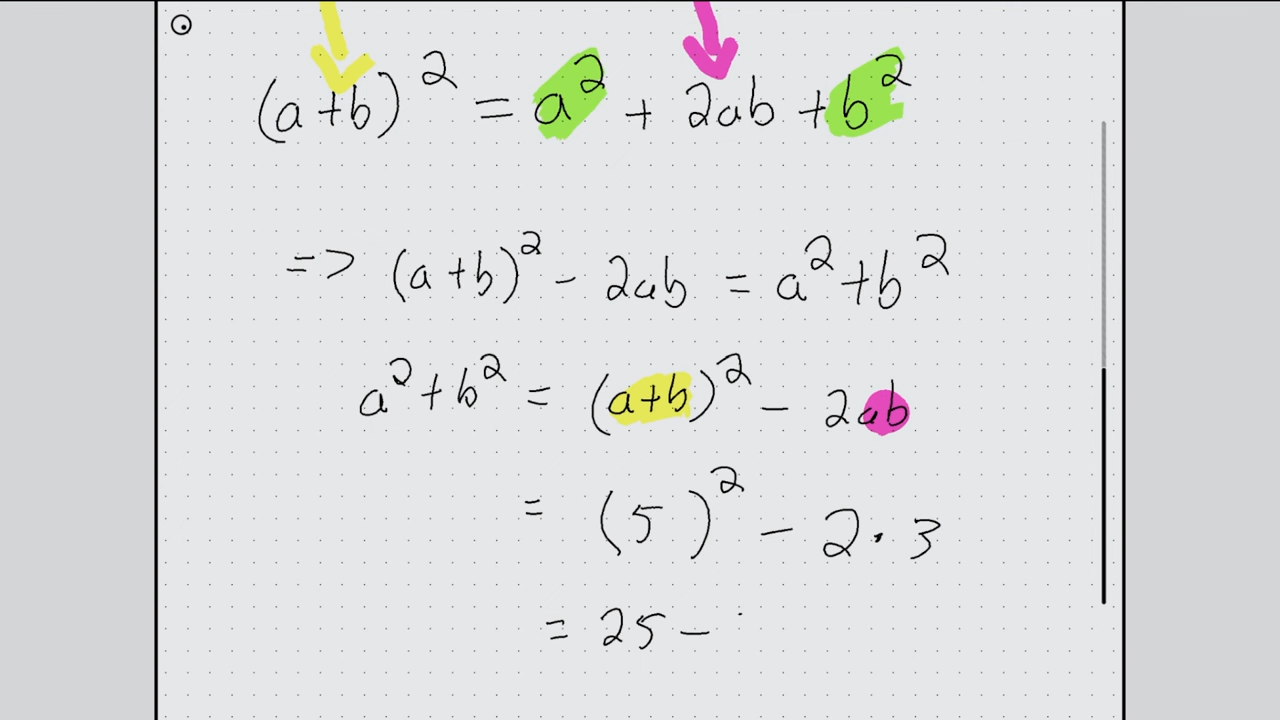 (a+b)² = a² + 2ab + b²
=> (a+b)² - 2ab = a² + b²
a² + b² = (a+b)² - 2ab
= (5)² - 2·3
= 25 -